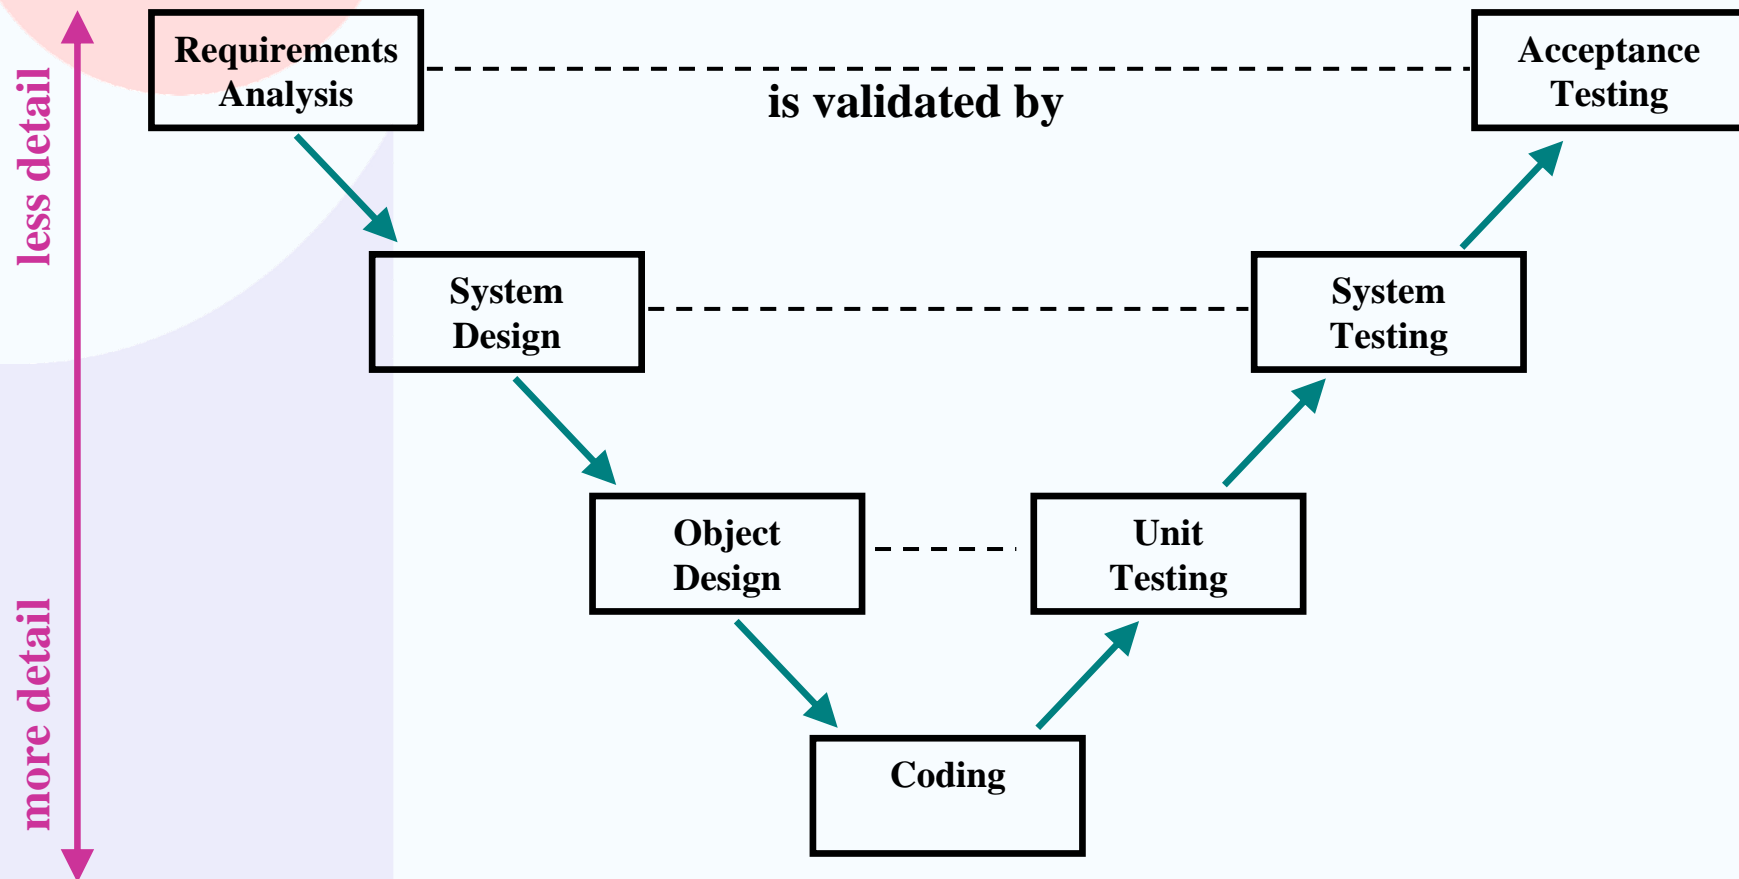 less detail
more detail
Requirements
Analysis
is validated by
Acceptance
Testing
System
Design
System
Testing
Object
Design
Unit
Testing
Coding